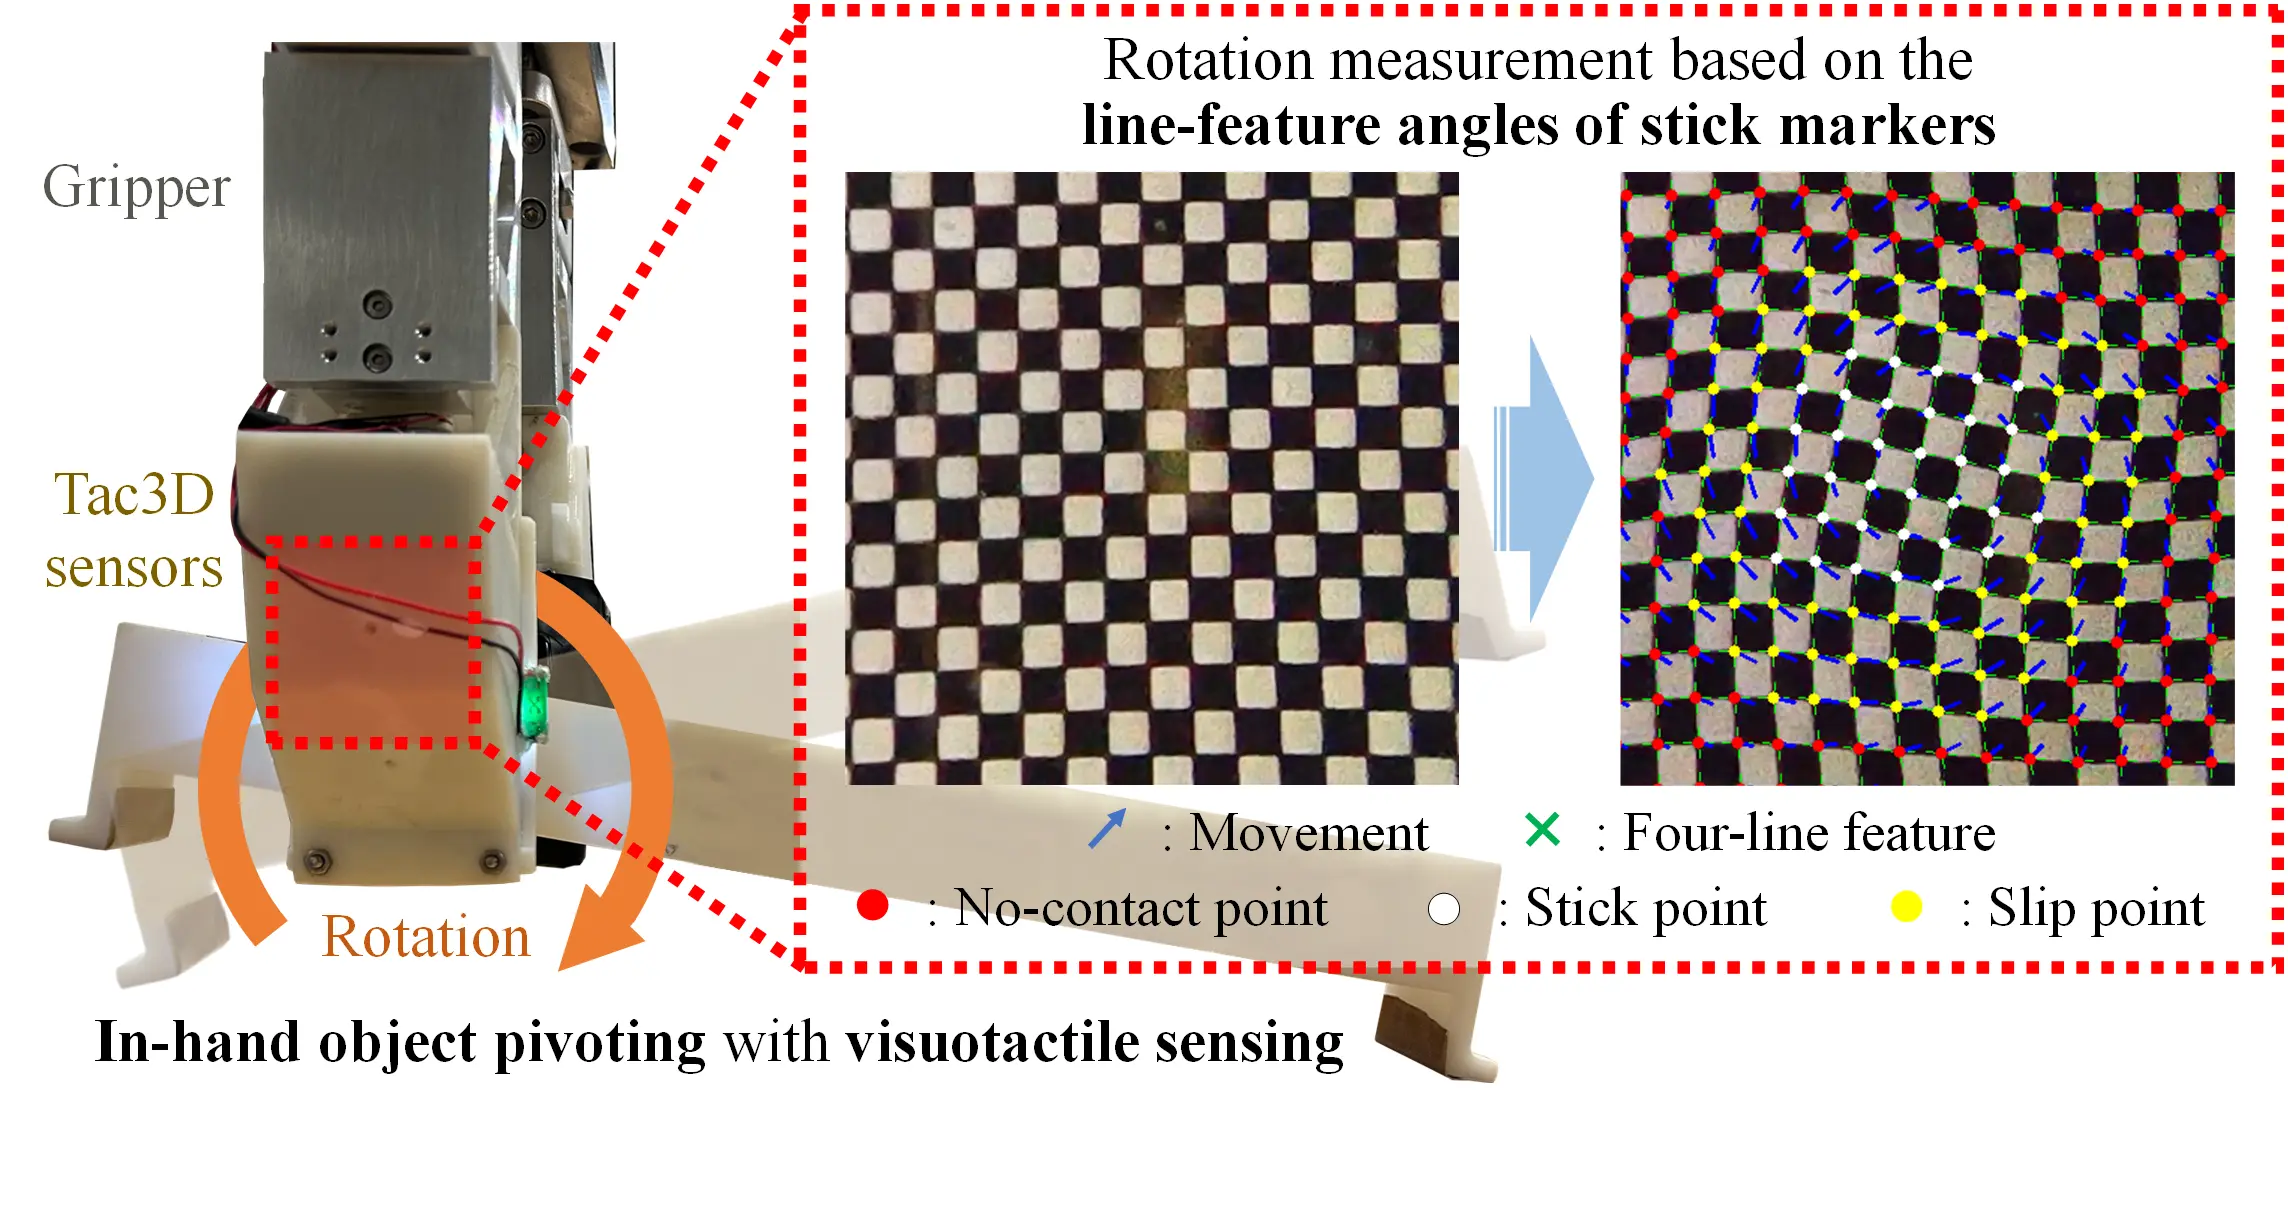 Rotation measurement based on the
line-feature angles of stick markers
Gripper
Tac3D
sensors
Rotation
: Movement
: Four-line feature
: No-contact point
: Stick point
: Slip point
In-hand object pivoting with visuotactile sensing